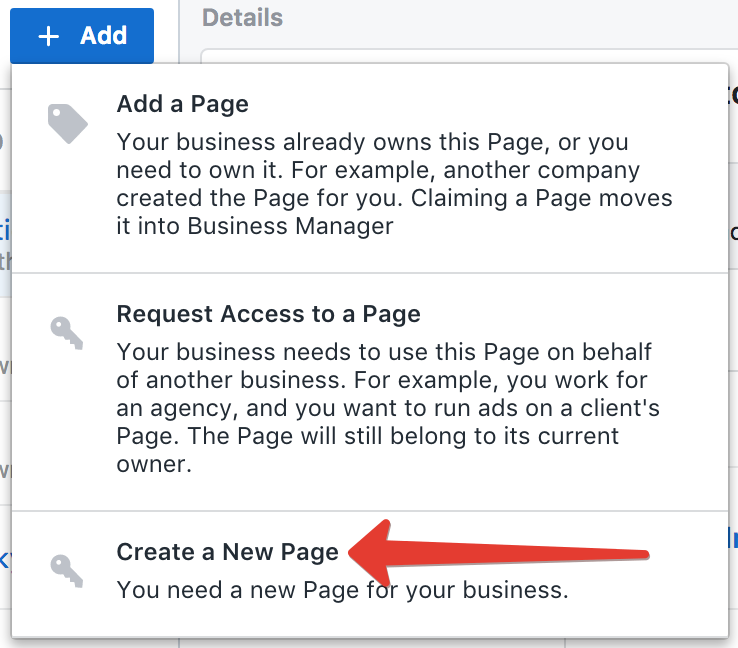 + Add
Details
Add a Page
Your business already owns this Page, or you
need to own it. For example, another company
created the Page for you. Claiming a Page moves
it into Business Manager
Request Access to a Page
Your business needs to use this Page on behalf
of another business. For example, you work for
an agency, and you want to run ads on a client's
Page. The Page will still belong to its current
owner.
Create a New Page
You need a new Page for your business.